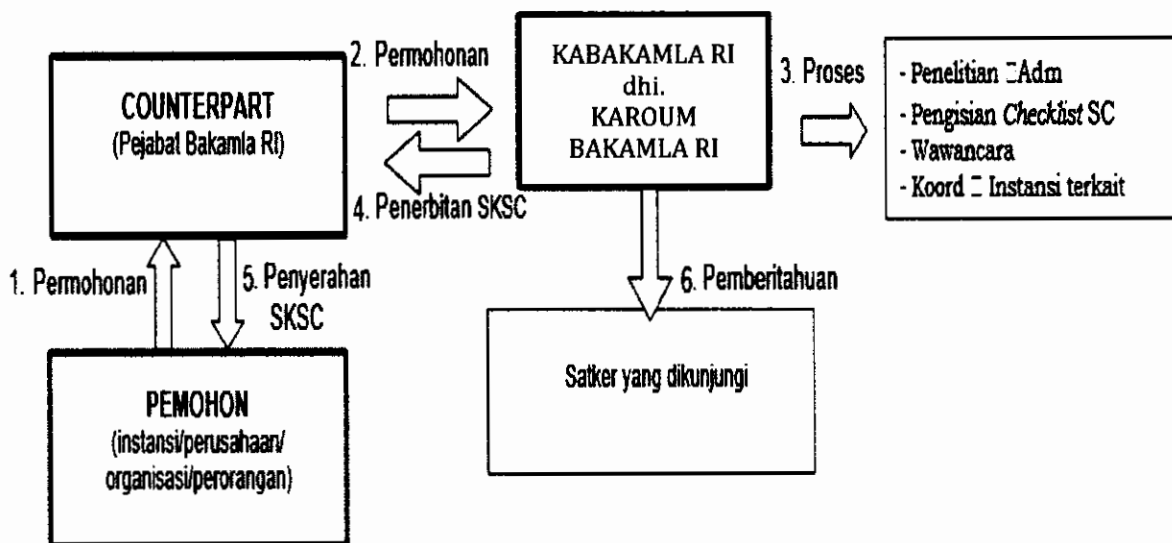 COUNTERPART
(Pejabat Bakamla RI)
2. Permohonan
4. Penerbitan SKSC
KABAKAMLA RI
dhi.
KAROUM
BAKAMLA RI
3. Proses
- Penelitian Adm
- Pengisian Checklist SC
- Wawancara
- Koord Instansi terkait
1. Permohonan
5. Penyerahan
SKSC
6. Pemberitahuan
PEMOHON
(instansi/perusahaan/
organisasi/perorangan)
Satker yang dikunjungi